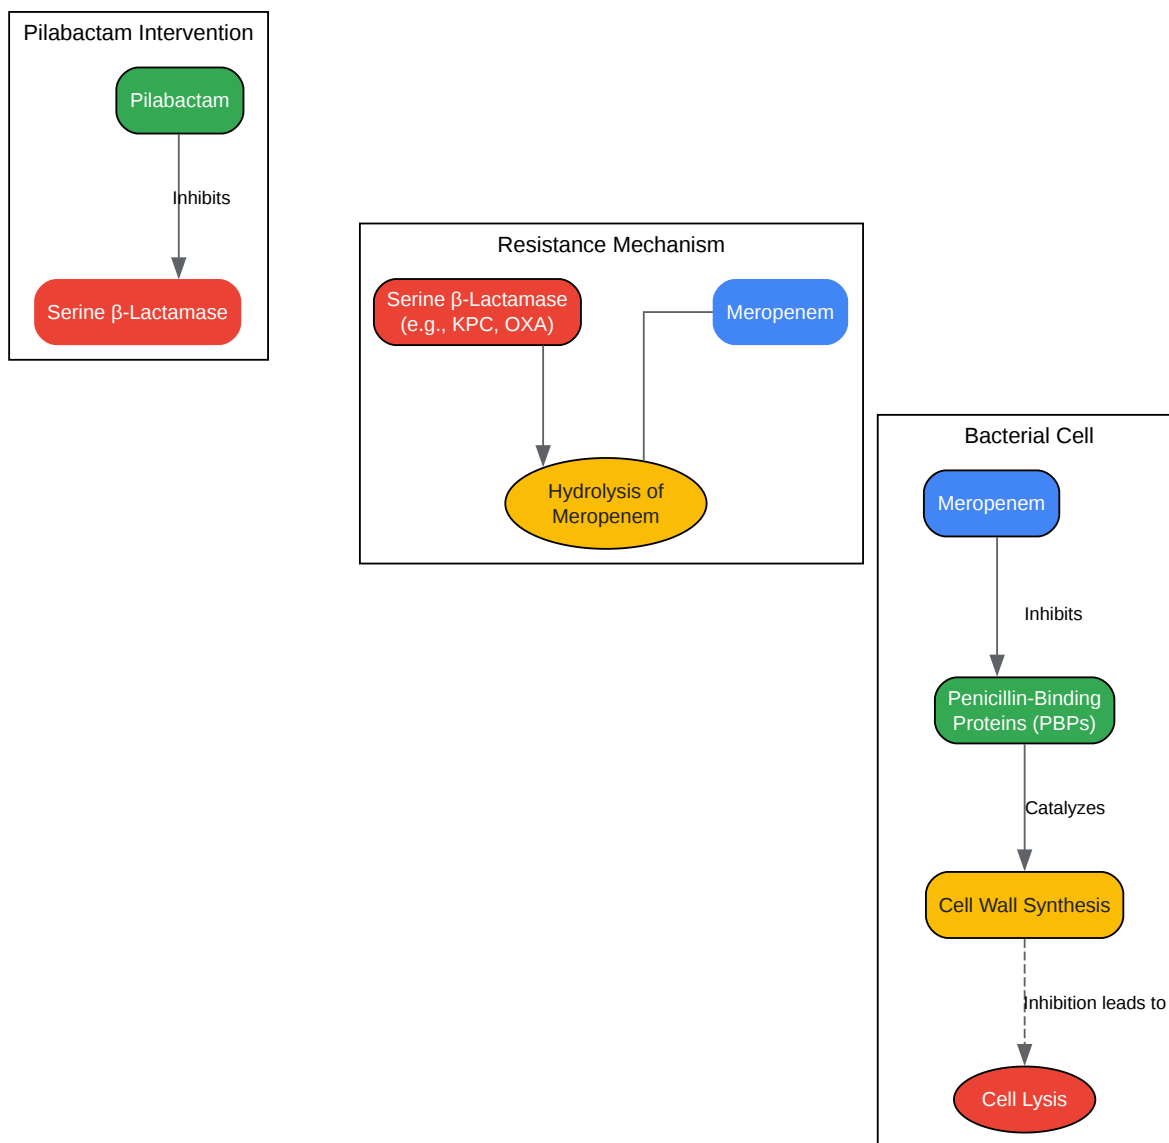 Pilabactam Intervention
Pilabactam
Inhibits
Serine β-Lactamase
Resistance Mechanism
Serine β-Lactamase
(e.g., KPC, OXA)
Meropenem
Hydrolysis of
Meropenem
Bacterial Cell
Meropenem
Inhibits
Penicillin-Binding
Proteins (PBPs)
Catalyzes
Cell Wall Synthesis
Inhibition leads to
Cell Lysis